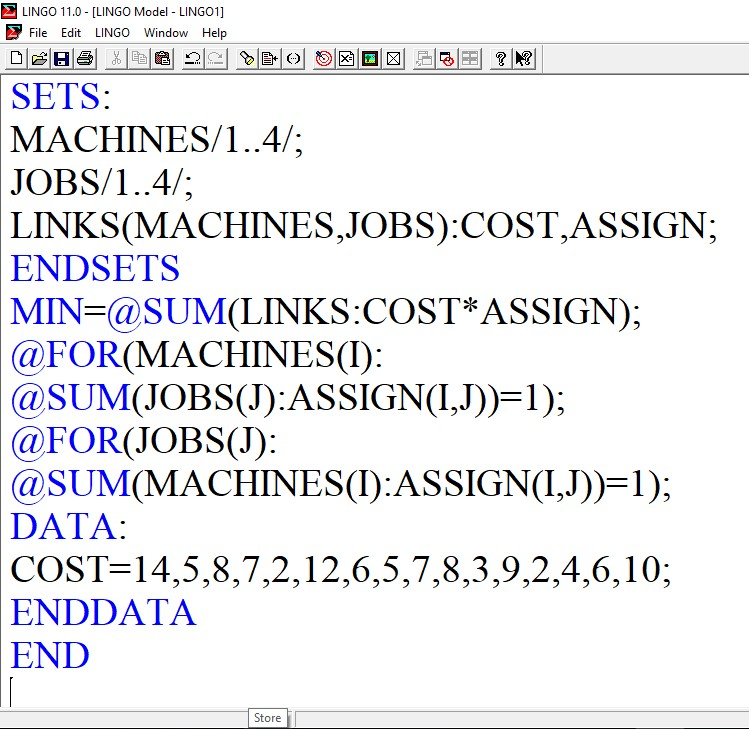 LINGO 11.0 - [LINGO Model - LINGO1]
File Edit LINGO Window Help
SETS:
MACHINES/1..4/;
JOBS/1..4/;
LINKS(MACHINES,JOBS):COST,ASSIGN;
ENDSETS
MIN=@SUM(LINKS:COST*ASSIGN);
@FOR(MACHINES(I):
@SUM(JOBS(J):ASSIGN(I,J))=1);
@FOR(JOBS(J):
@SUM(MACHINES(I):ASSIGN(I,J))=1);
DATA:
COST=14,5,8,7,2,12,6,5,7,8,3,9,2,4,6,10;
ENDDATA
END
Store